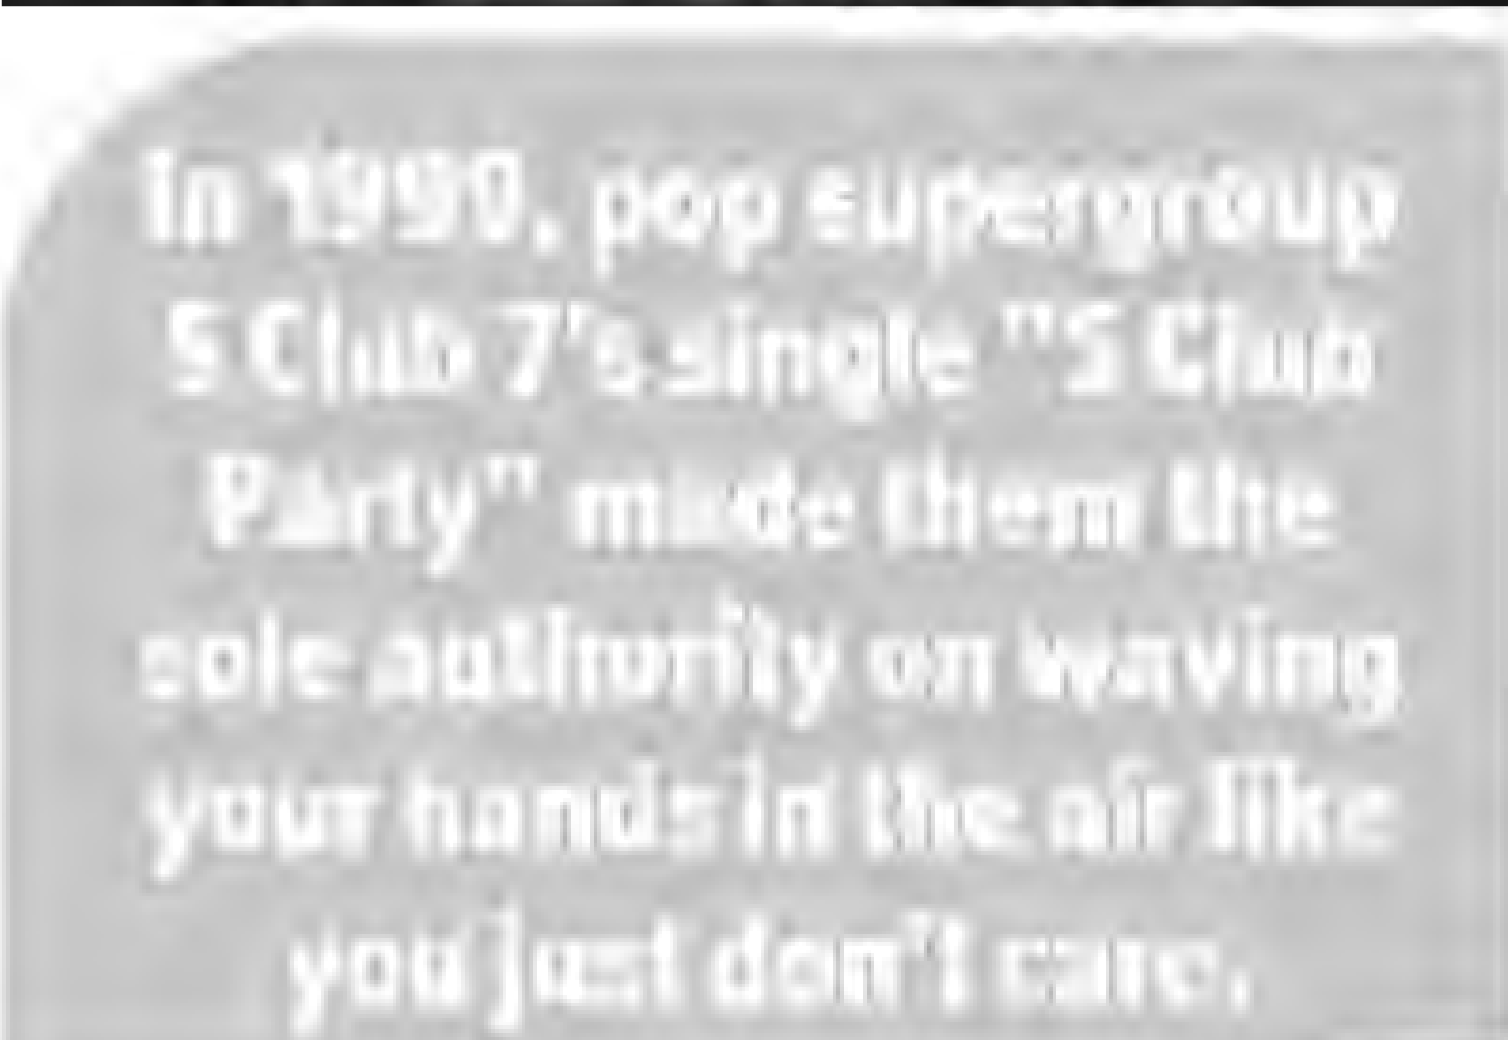 In pop supergroup
S Club 7's single "S Club
Party" made them the
sole authority on waving
your hands in the air like
you just don't care.